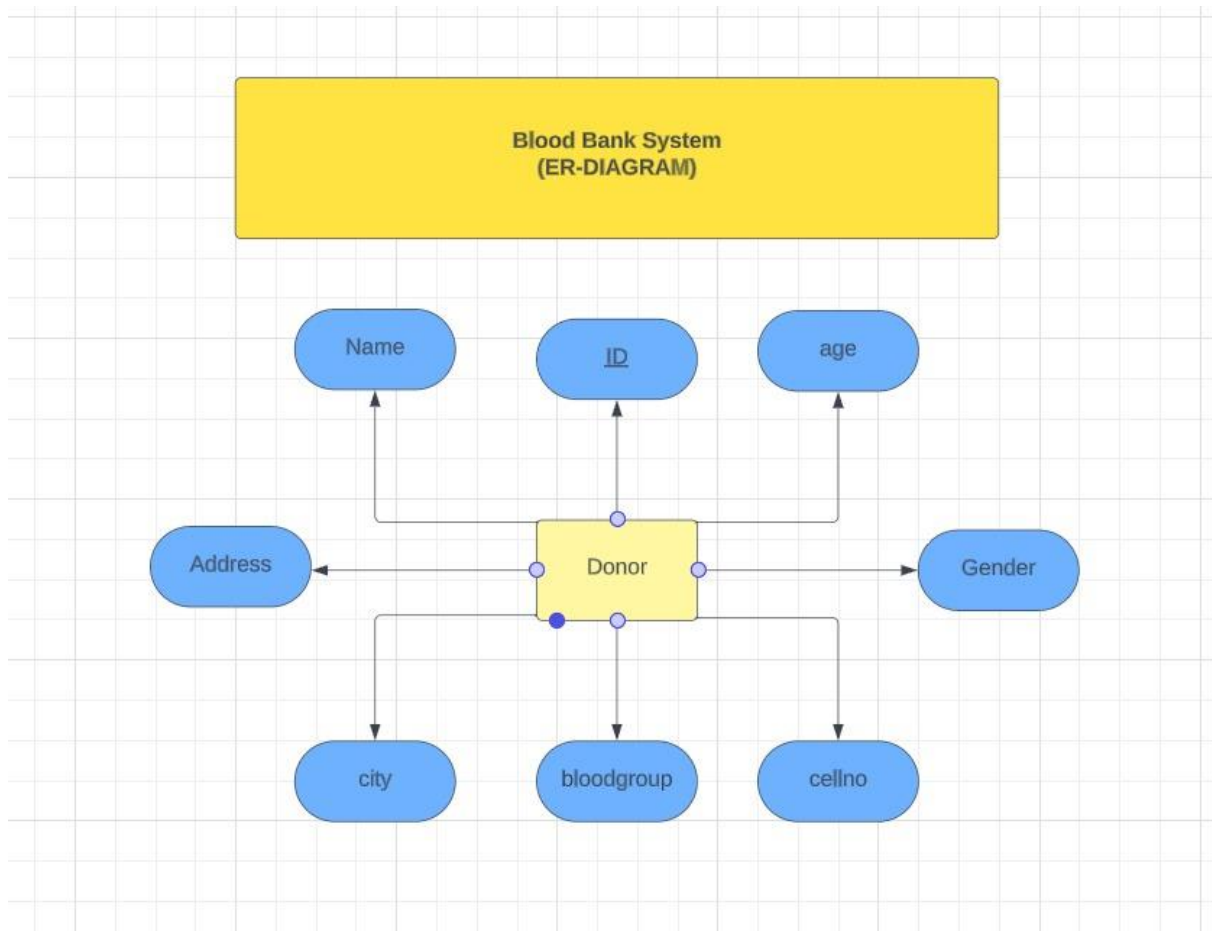 Blood Bank System
(ER-DIAGRAM)
Name
ID
age
Address
Donor
Gender
city
bloodgroup
cellno